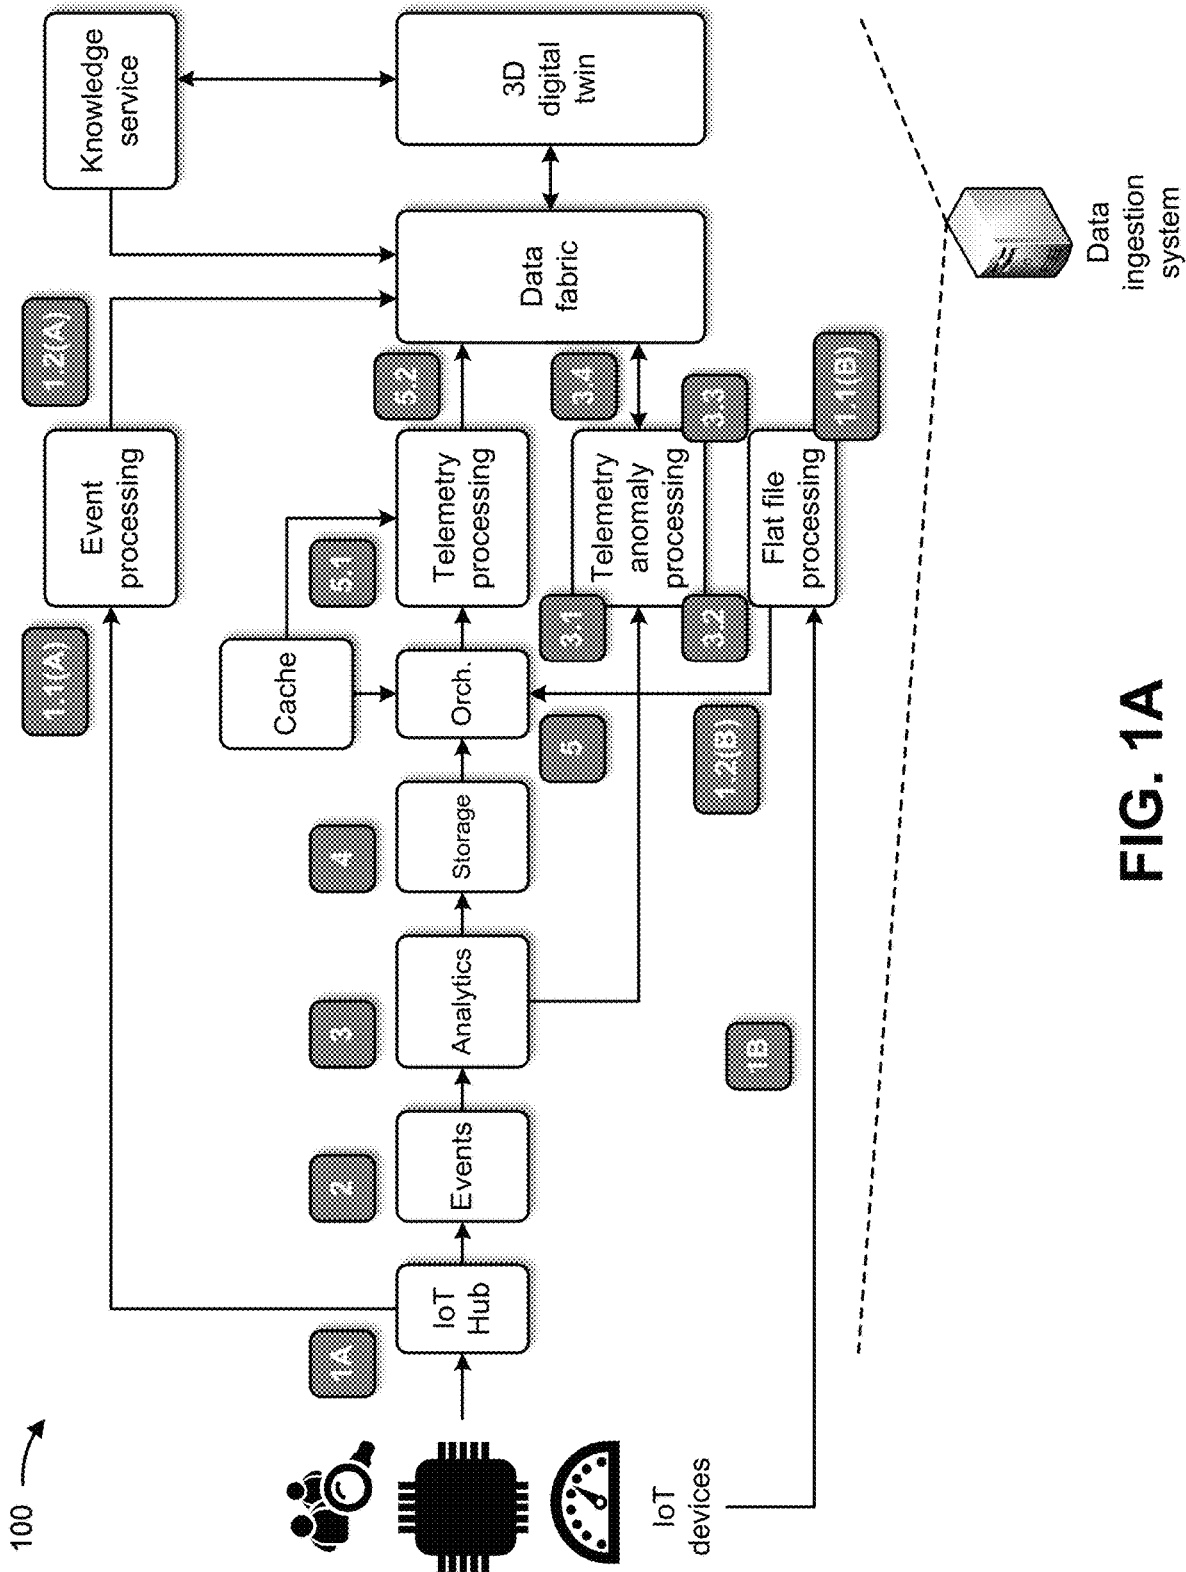 100
IoT
devices
1A
IoT
Hub
1.1(A)
Event
processing
1.2(A)
Knowledge
service
2
Events
3
Analytics
4
Storage
Cache
Orch.
5
5.1
Telemetry
processing
5.2
Data
fabric
3D
digital
twin
3.1
3.2
Telemetry
anomaly
processing
3.3
3.4
1B
1.2(B)
Flat file
processing
1.1(B)
Data
ingestion
system
FIG. 1A